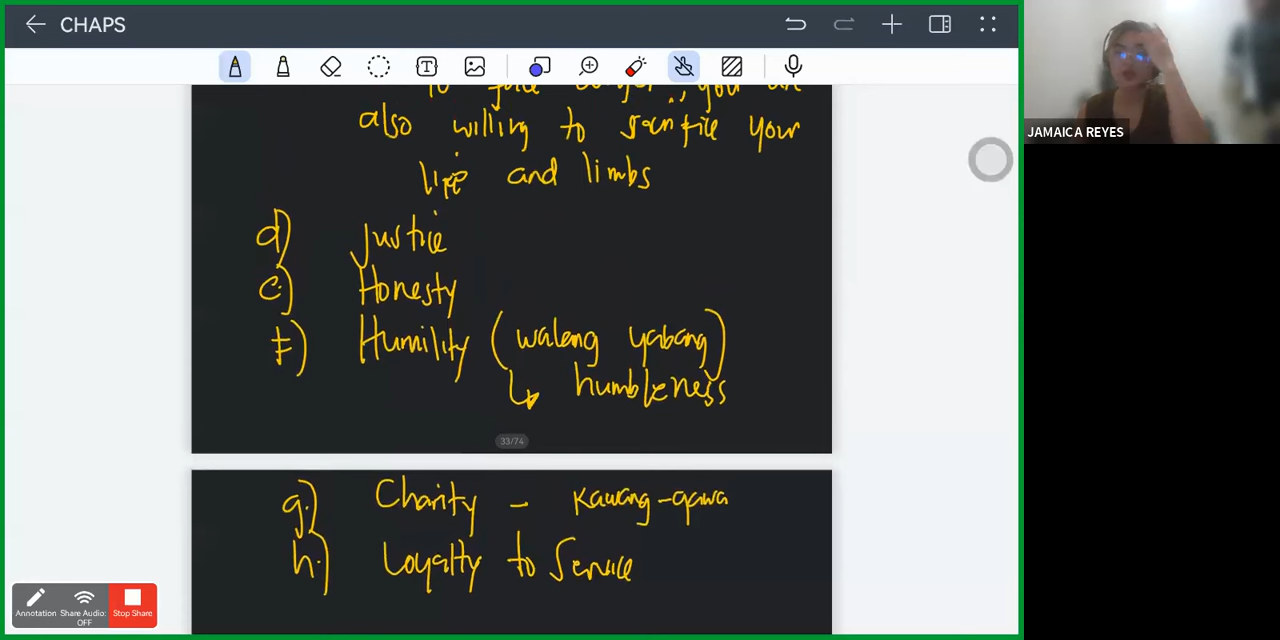 CHAPS
JAMAICA REYES
also willing to sacrifice your
life and limbs
d) Justice
e.) Honesty
F) Humility (walang yabang)
↳ humbleness
33/74
g.) Charity - Kawang-gawa
h.) Loyalty to Service
Annotation
Share Audio: OFF
Stop Share